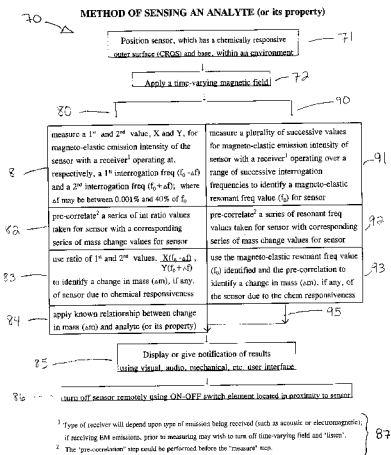 METHOD OF SENSING AN ANALYTE (or its property)
70
Position sensor, which has a chemically responsive
outer surface (CROS) and base, within an environment
71
Apply a time-varying magnetic field
72
80
90
measure a 1st and 2nd value, X and Y, for
magneto-elastic emission intensity of the
sensor with a receiver1 operating at,
respectively, a 1st interrogation freq (f0 -Δf)
and a 2nd interrogation freq (f0 +Δf); where
Δf may be between 0.001% and 40% of f0
8
measure a plurality of successive values
for magneto-elastic emission intensity of
sensor with a receiver1 operating over a
range of successive interrogation
frequencies to identify a magneto-elastic
resonant freq value (f0) for sensor
91
pre-correlate2 a series of int ratio values
taken for sensor with a corresponding
series of mass change values for sensor
82
pre-correlate2 a series of resonant freq
values taken for sensor with corresponding
series of mass change values for sensor
92
use ratio of 1st and 2nd values, X(f0 -Δf),
Y(f0 +Δf)
to identify a change in mass (Δm), if any,
of sensor due to chemical responsiveness
83
use the magneto-elastic resonant freq value
(f0) identified and the pre-correlation to
identify a change in mass (Δm), if any, of
the sensor due to the chem responsiveness
93
apply known relationship between change
in mass (Δm) and analyte (or its property)
84
95
Display or give notification of results
using visual, audio, mechanical, etc. user interface
85
turn off sensor remotely using ON-OFF switch element located in proximity to sensor
86
1 Type of receiver will depend upon type of emission being received (such as acoustic or electromagnetic);
if receiving EM emissions, prior to measuring may wish to turn off time-varying field and "listen".
2 The 'pre-correlation" step could be performed before the "measure" step.
87